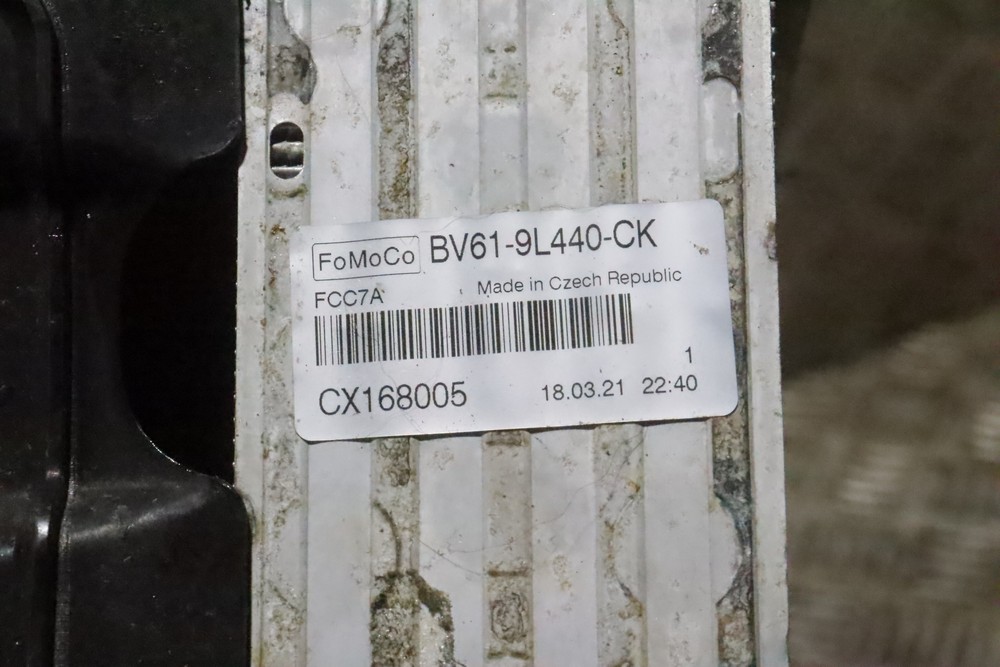 FoMoCo BV61-9L440-CK
FCC7A Made in Czech Republic
1
CX168005 18.03.21 22:40